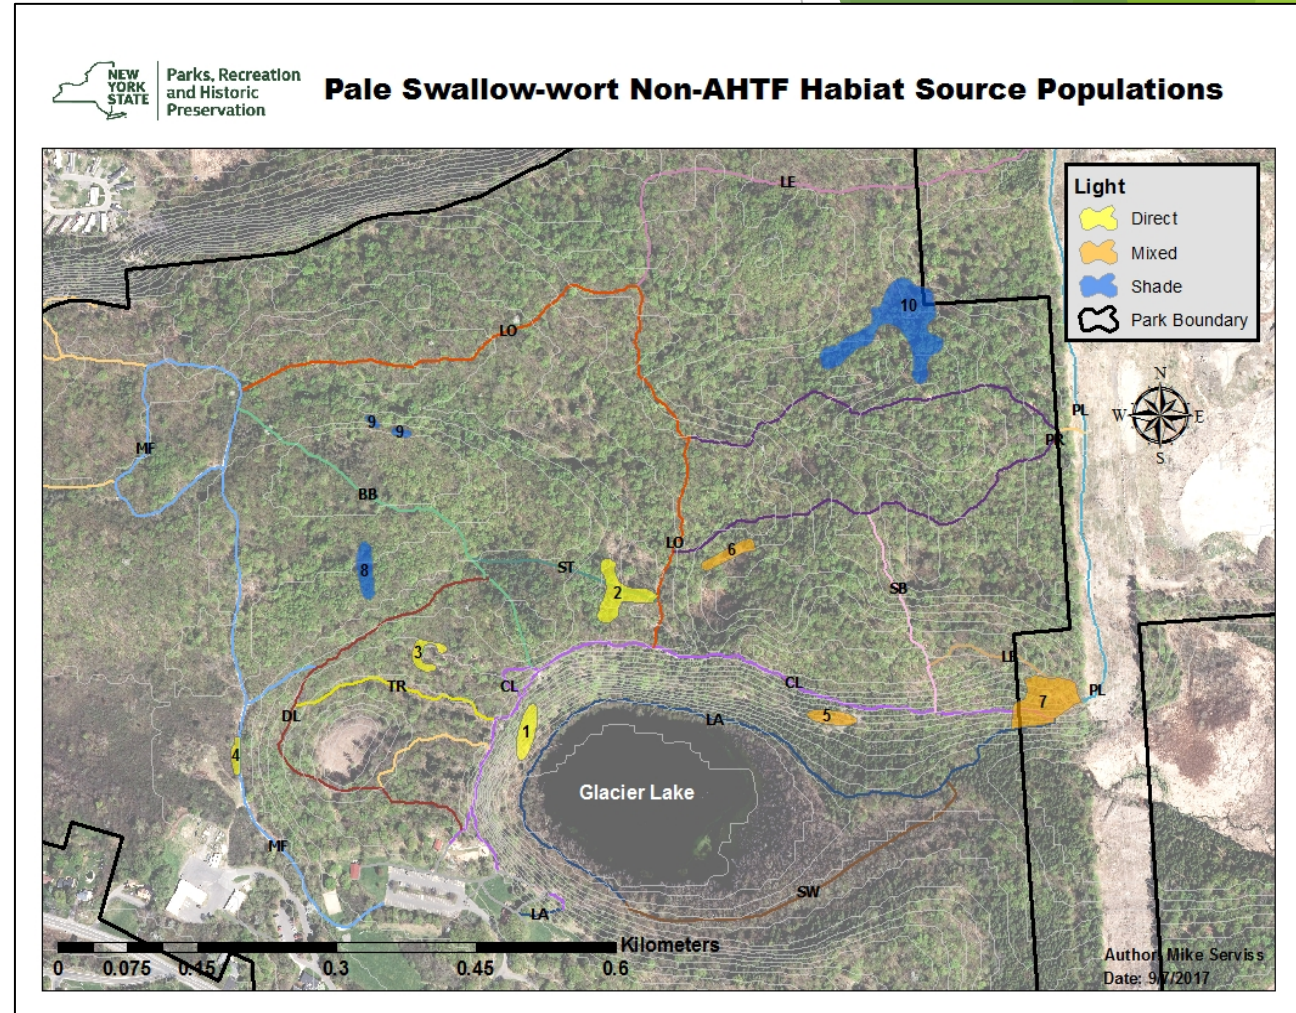 NEW
YORK
STATE
Parks, Recreation
and Historic
Preservation
Pale Swallow-wort Non-AHTF Habiat Source Populations
Light
Direct
Mixed
Shade
Park Boundary
N
W
E
S
LE
10
LO
PL
9
9
MF
PR
BB
LO
6
ST
8
SB
2
3
LE
CL
TR
CL
PL
7
DL
5
LA
1
4
Glacier Lake
MF
SW
LA
Kilometers
0 0.075 0.15 0.3 0.45 0.6
Author: Mike Serviss
Date: 9/7/2017